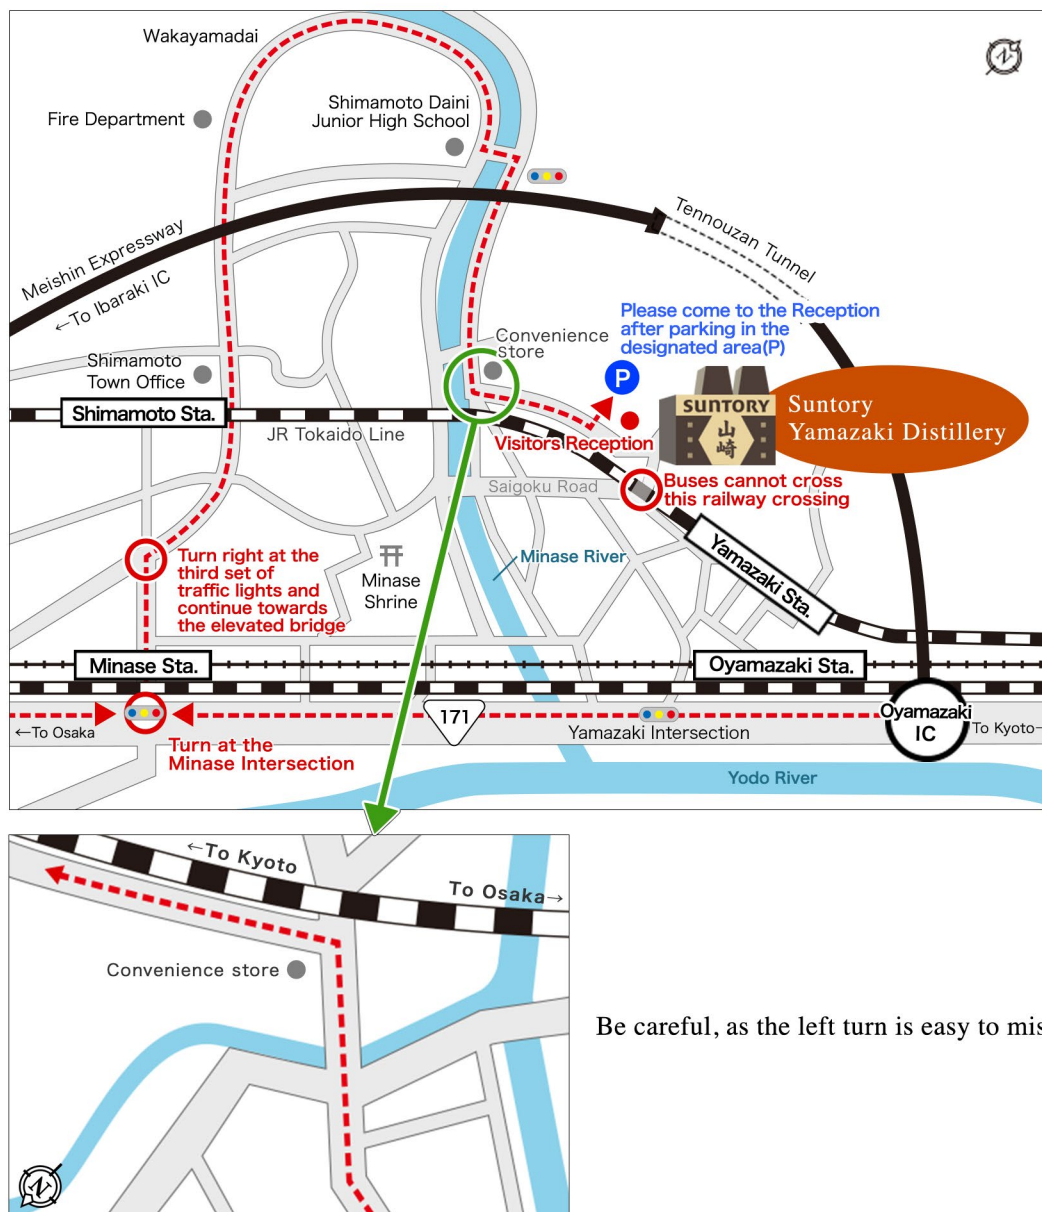 Wakayamadai
N
Fire Department
Shimamoto Daini
Junior High School
Meishin Expressway
←To Ibaraki IC
Tennouzan Tunnel
Please come to the Reception
after parking in the
designated area(P)
Convenience
Store
P
Shimamoto
Town Office
SUNTORY
山
崎
Suntory
Yamazaki Distillery
Shimamoto Sta.
JR Tokaido Line
Visitors Reception
Saigoku Road
Buses cannot cross
this railway crossing
Yamazaki Sta.
Turn right at the
third set of
traffic lights and
continue towards
the elevated bridge
Minase
Shrine
Minase River
Minase Sta.
Oyamazaki Sta.
←To Osaka
171
Yamazaki Intersection
Oyamazaki
IC
To Kyoto
Turn at the
Minase Intersection
Yodo River
←To Kyoto
To Osaka→
Convenience store
N
Be careful, as the left turn is easy to